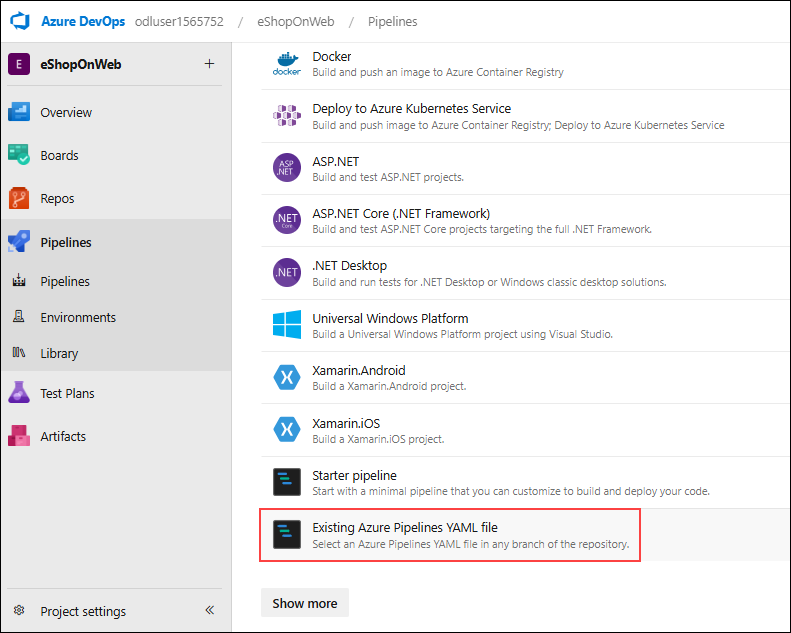 Azure DevOps odluser1565752 / eShopOnWeb / Pipelines
E eShopOnWeb +
Overview
Boards
Repos
Pipelines
Pipelines
Environments
Library
Test Plans
Artifacts
Project settings
docker
Docker
Build and push an image to Azure Container Registry
Deploy to Azure Kubernetes Service
Build and push image to Azure Container Registry; Deploy to Azure Kubernetes Service
ASP
.NET
ASP.NET
Build and test ASP.NET projects.
.NET
Core
ASP.NET Core (.NET Framework)
Build and test ASP.NET Core projects targeting the full .NET Framework.
.NET
.NET Desktop
Build and run tests for .NET Desktop or Windows classic desktop solutions.
Universal Windows Platform
Build a Universal Windows Platform project using Visual Studio.
Xamarin.Android
Build a Xamarin.Android project.
Xamarin.iOS
Build a Xamarin.iOS project.
Starter pipeline
Start with a minimal pipeline that you can customize to build and deploy your code.
Existing Azure Pipelines YAML file
Select an Azure Pipelines YAML file in any branch of the repository.
Show more